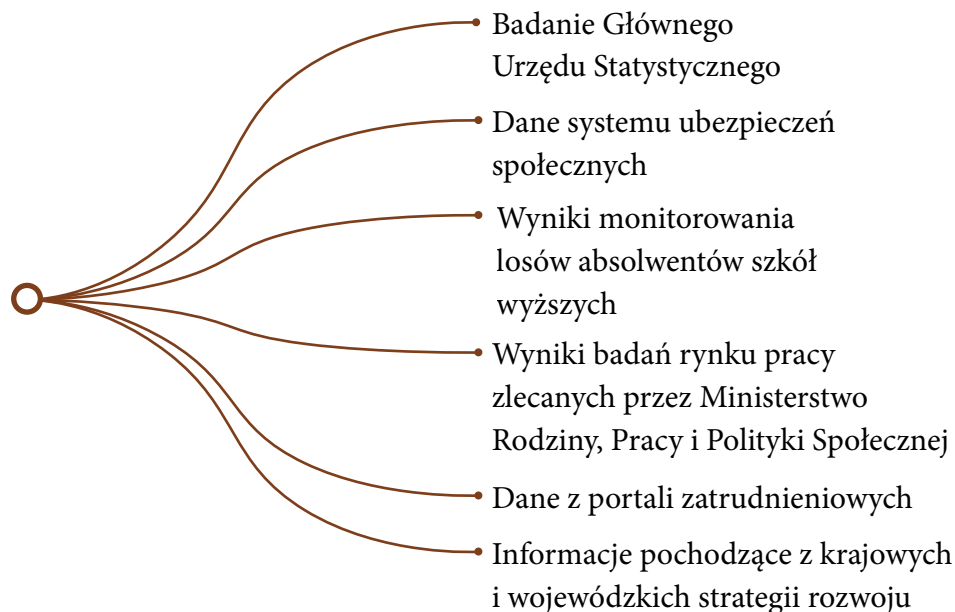 Badanie Głównego
Urzędu Statystycznego
Dane systemu ubezpieczeń
społecznych
Wyniki monitorowania
losów absolwentów szkół
wyższych
Wyniki badań rynku pracy
zlecanych przez Ministerstwo
Rodziny, Pracy i Polityki Społecznej
Dane z portali zatrudnieniowych
Informacje pochodzące z krajowych
i wojewódzkich strategii rozwoju